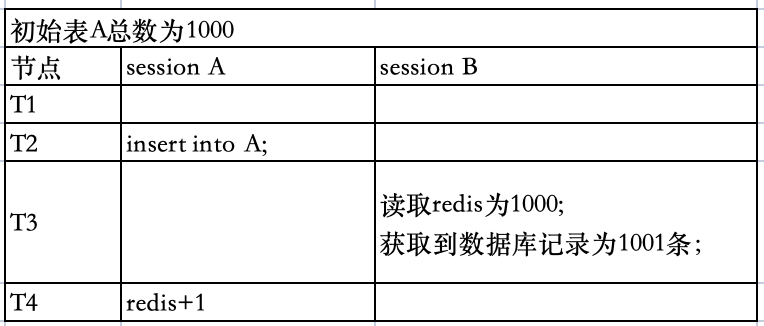 初始表A总数为1000
节点 session A session B
T1
T2 insert into A;
T3 读取redis为1000;
获取到数据库记录为1001条；
T4 redis+1